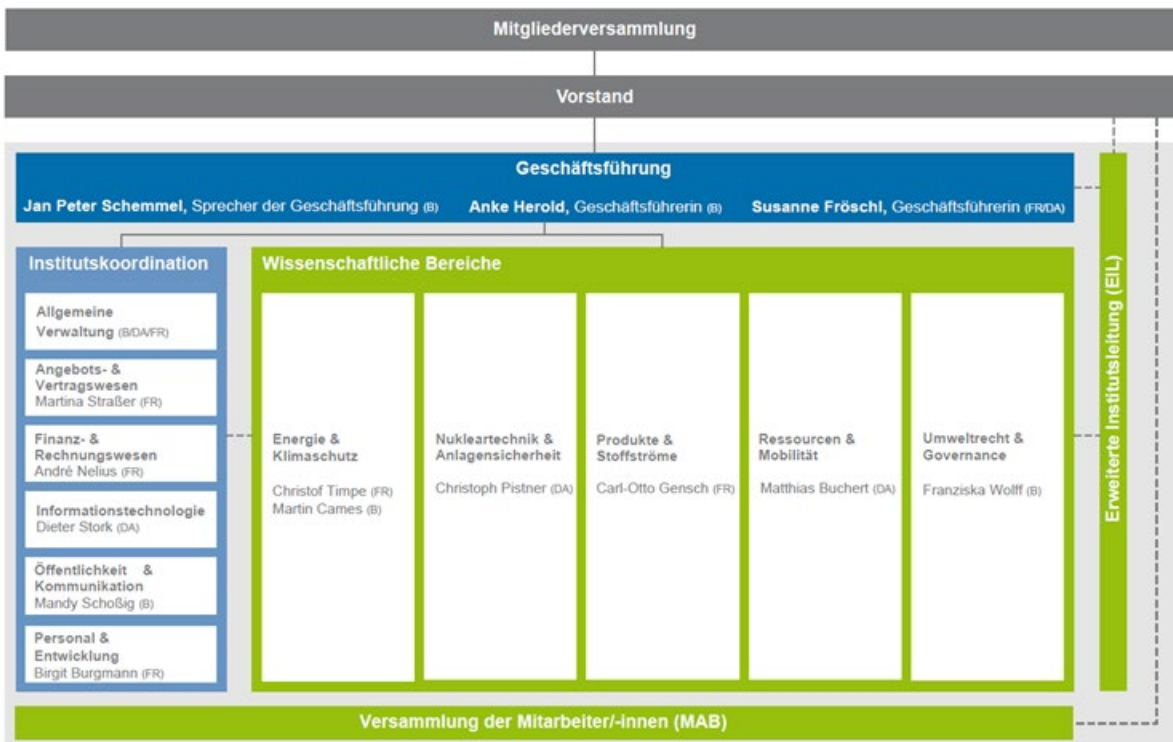 Mitgliederversammlung
Vorstand
Geschäftsführung
Jan Peter Schemmel, Sprecher der Geschäftsführung (B) Anke Herold, Geschäftsführerin (B) Susanne Fröschl, Geschäftsführerin (FR/DA)
Institutskoordination
Allgemeine
Verwaltung (B/DA/FR)
Angebots- &
Vertragswesen
Martina Straßer (FR)
Finanz- &
Rechnungswesen
André Nelius (FR)
Informationstechnologie
Dieter Stork (DA)
Öffentlichkeit &
Kommunikation
Mandy Schoßig (B)
Personal &
Entwicklung
Birgit Burgmann (FR)
Wissenschaftliche Bereiche
Energie &
Klimaschutz
Christof Timpe (FR)
Martin Cames (B)
Nukleartechnik &
Anlagensicherheit
Christoph Pistner (DA)
Produkte &
Stoffströme
Carl-Otto Gensch (FR)
Ressourcen &
Mobilität
Matthias Buchert (DA)
Umweltrecht &
Governance
Franziska Wolff (B)
Erweiterte Institutsleitung (EIL)
Versammlung der Mitarbeiter/-innen (MAB)